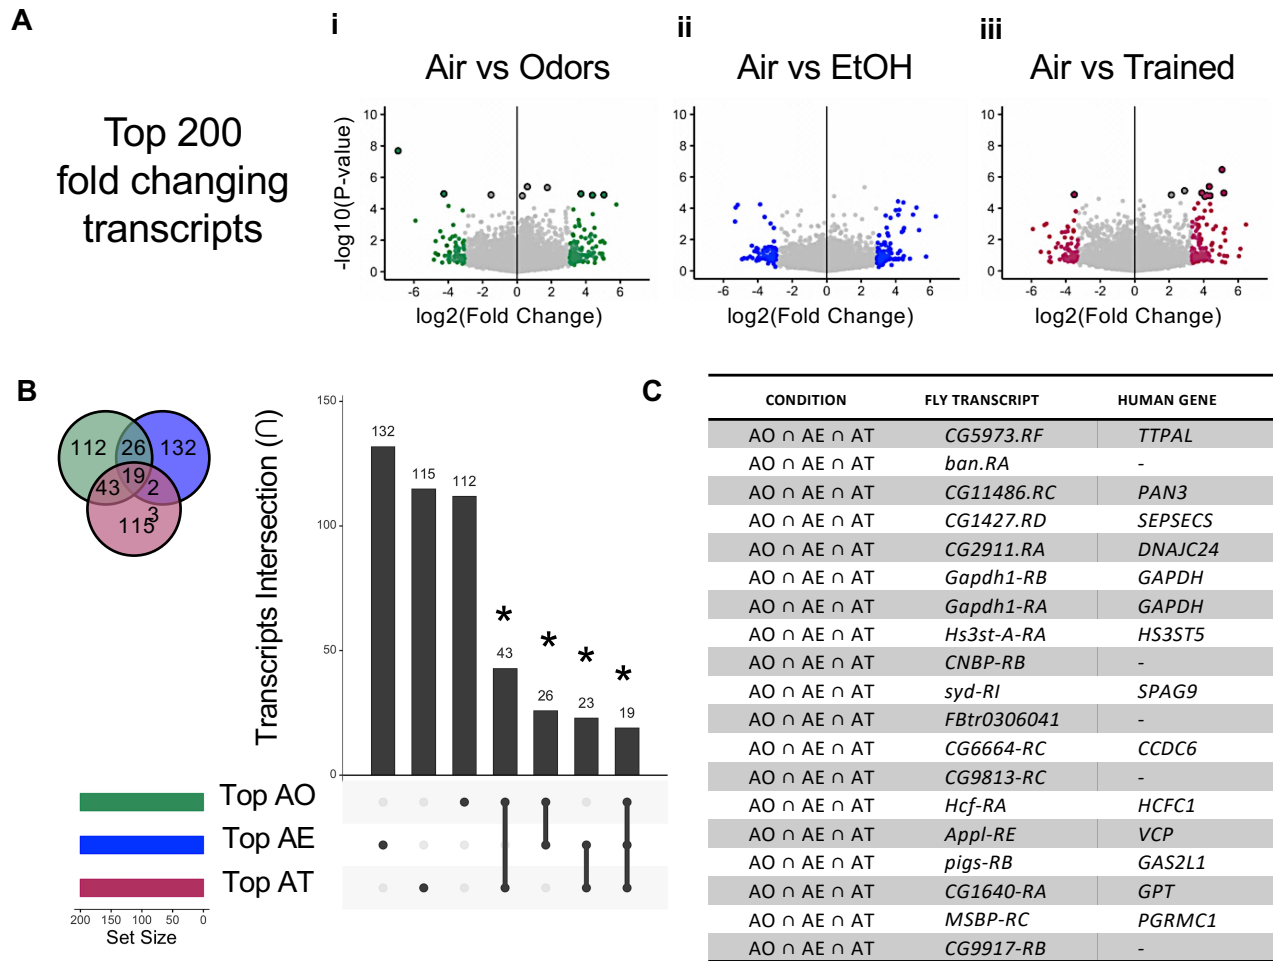 A
Top 200
fold changing
transcripts
i
Air vs Odors
ii
Air vs EtOH
iii
Air vs Trained
-log10(P-value)
10
8
6
4
2
0
-6 -4 -2 0 2 4 6
log2(Fold Change)
10
8
6
4
2
0
-6 -4 -2 0 2 4 6
log2(Fold Change)
10
8
6
4
2
0
-6 -4 -2 0 2 4 6
log2(Fold Change)
B
112 26 132
43 19 2
3
115
Transcripts Intersection (∩)
150
100
50
0
132 115 112 43 26 23 19
* * * *
Top AO
Top AE
Top AT
200 150 100 50 0
Set Size
C
CONDITION FLY TRANSCRIPT HUMAN GENE
AO ∩ AE ∩ AT CG5973.RF TTPAL
AO ∩ AE ∩ AT ban.RA -
AO ∩ AE ∩ AT CG11486.RC PAN3
AO ∩ AE ∩ AT CG1427.RD SEPSECS
AO ∩ AE ∩ AT CG2911.RA DNAJC24
AO ∩ AE ∩ AT Gapdh1-RB GAPDH
AO ∩ AE ∩ AT Gapdh1-RA GAPDH
AO ∩ AE ∩ AT Hs3st-A-RA HS3ST5
AO ∩ AE ∩ AT CNBP-RB -
AO ∩ AE ∩ AT syd-RI SPAG9
AO ∩ AE ∩ AT FBtr0306041 -
AO ∩ AE ∩ AT CG6664-RC CCDC6
AO ∩ AE ∩ AT CG9813-RC -
AO ∩ AE ∩ AT Hcf-RA HCFC1
AO ∩ AE ∩ AT Appl-RE VCP
AO ∩ AE ∩ AT pigs-RB GAS2L1
AO ∩ AE ∩ AT CG1640-RA GPT
AO ∩ AE ∩ AT MSBP-RC PGRMC1
AO ∩ AE ∩ AT CG9917-RB -